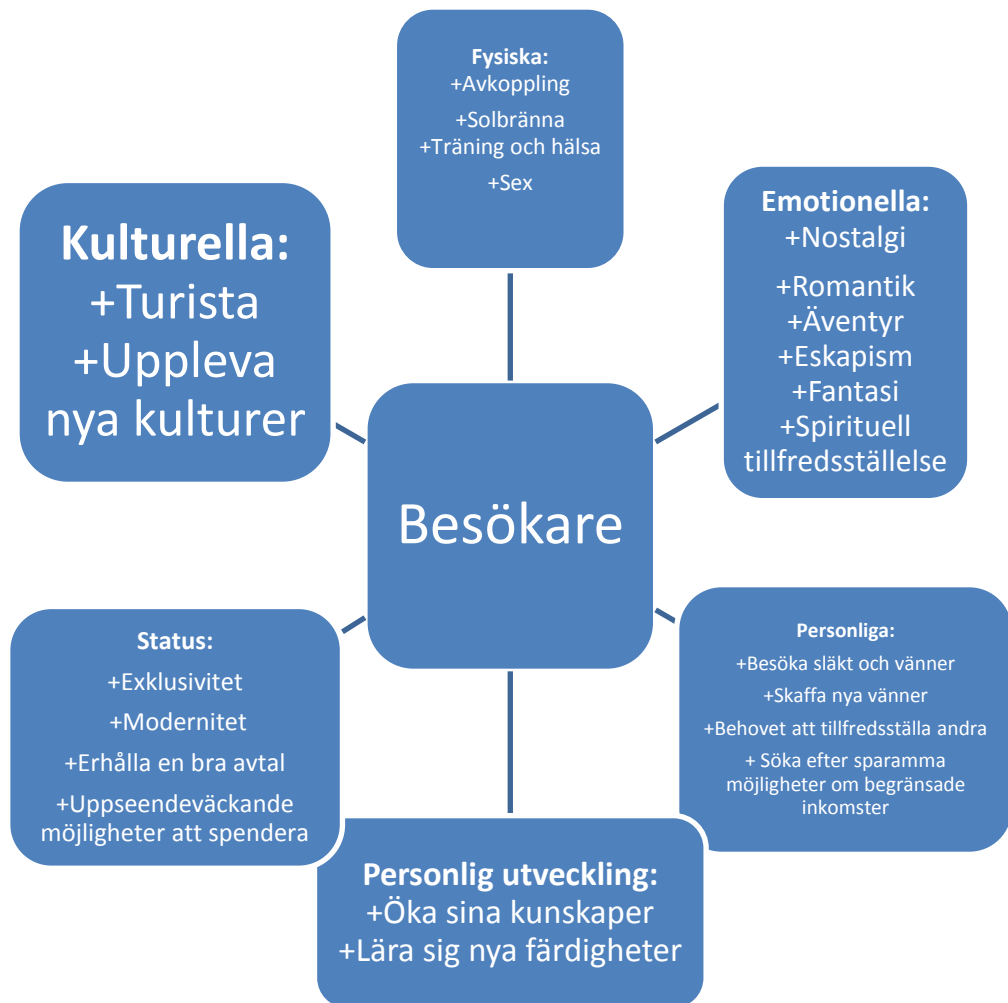 Fysiska:
+Avkoppling
+Solbränna
+Träning och hälsa
+Sex
Emotionella:
+Nostalgi
+Romantik
+Äventyr
+Eskapism
+Fantasi
+Spirituell
tillfredsställelse
Kulturella:
+Turista
+Uppleva
nya kulturer
Besökare
Personliga:
+Besöka släkt och vänner
+Skaffa nya vänner
+Behovet att tillfredsställa andra
+ Söka efter sparamma
möjligheter om begränsade
inkomster
Status:
+Exklusivitet
+Modernitet
+Erhålla en bra avtal
+Uppseendeväckande
möjligheter att spendera
Personlig utveckling:
+Öka sina kunskaper
+Lära sig nya färdigheter